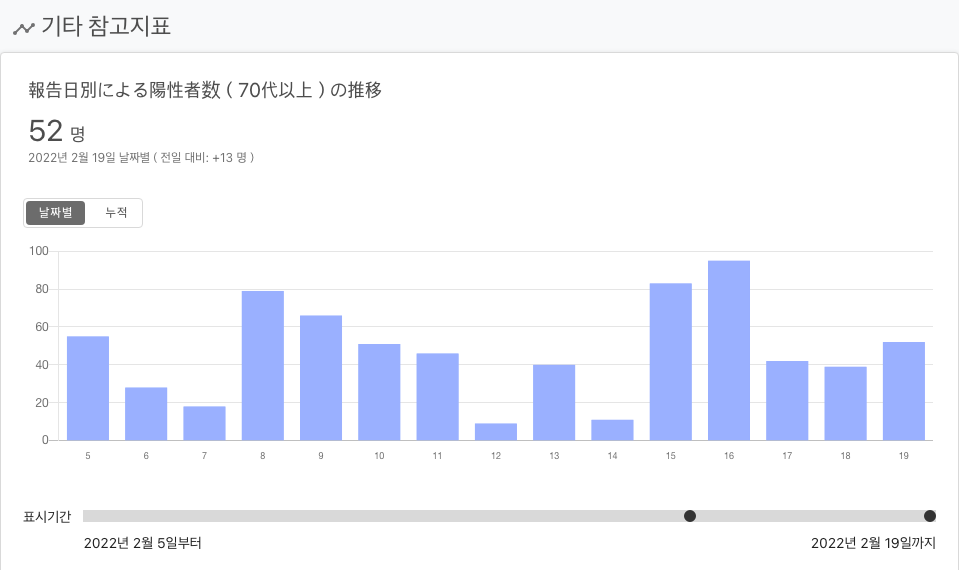 기타 참고지표
報告日別による陽性者数 ( 70代以上 ) の推移
52 명
2022년 2월 19일 날짜별 ( 전일 대비: +13 명 )
날짜별 누적
100
80
60
40
20
0
5 6 7 8 9 10 11 12 13 14 15 16 17 18 19
표시기간
2022년 2월 5일부터 2022년 2월 19일까지